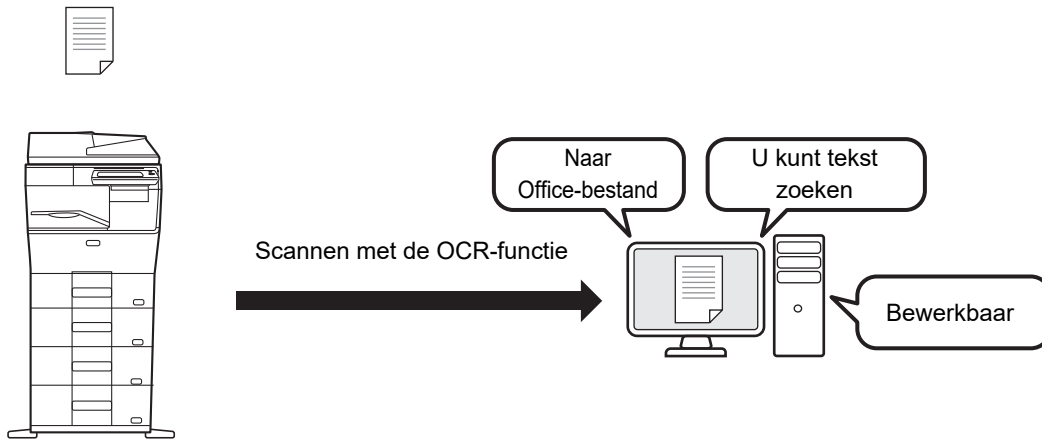 Naar
Office-bestand
U kunt tekst
zoeken
Scannen met de OCR-functie
Bewerkbaar